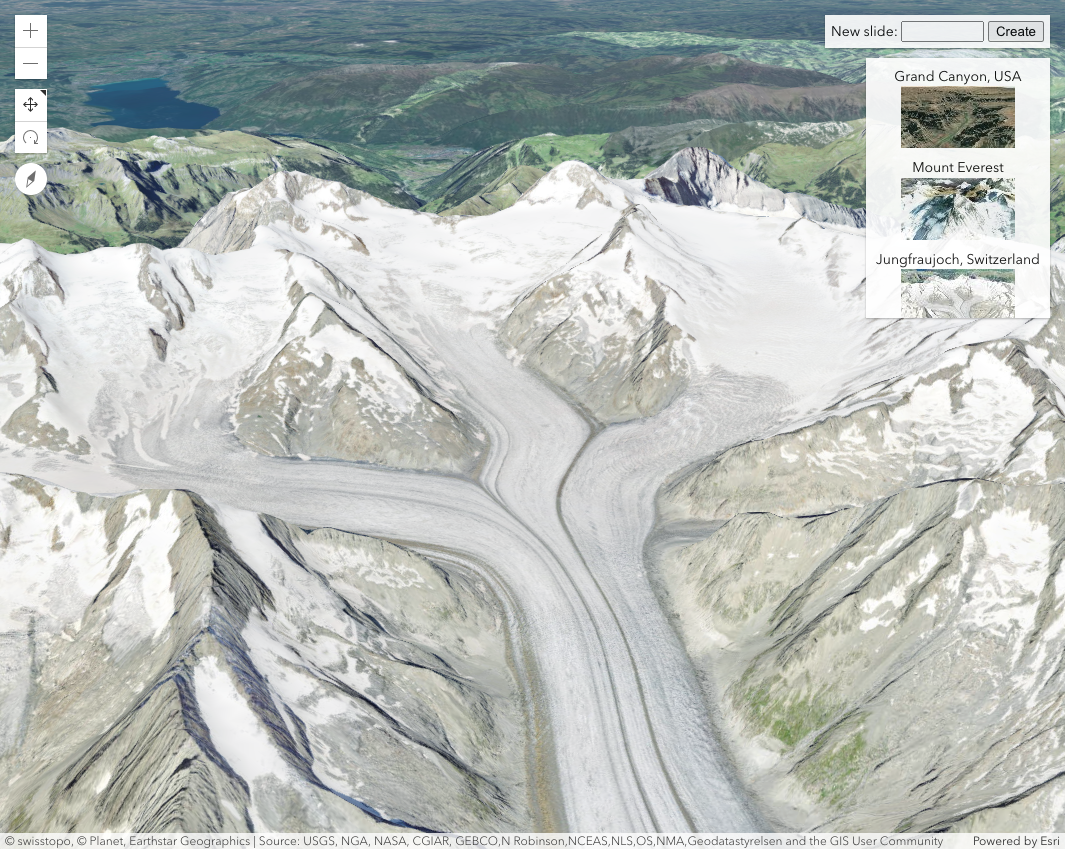 New slide: Create
Grand Canyon, USA
Mount Everest
Jungfraujoch, Switzerland
© swisstopo, © Planet, Earthstar Geographics | Source: USGS, NGA, NASA, CGIAR, GEBCO,N Robinson,NCEAS,NLS,OS,NMA,Geodatastyrelsen and the GIS User Community Powered by Esri